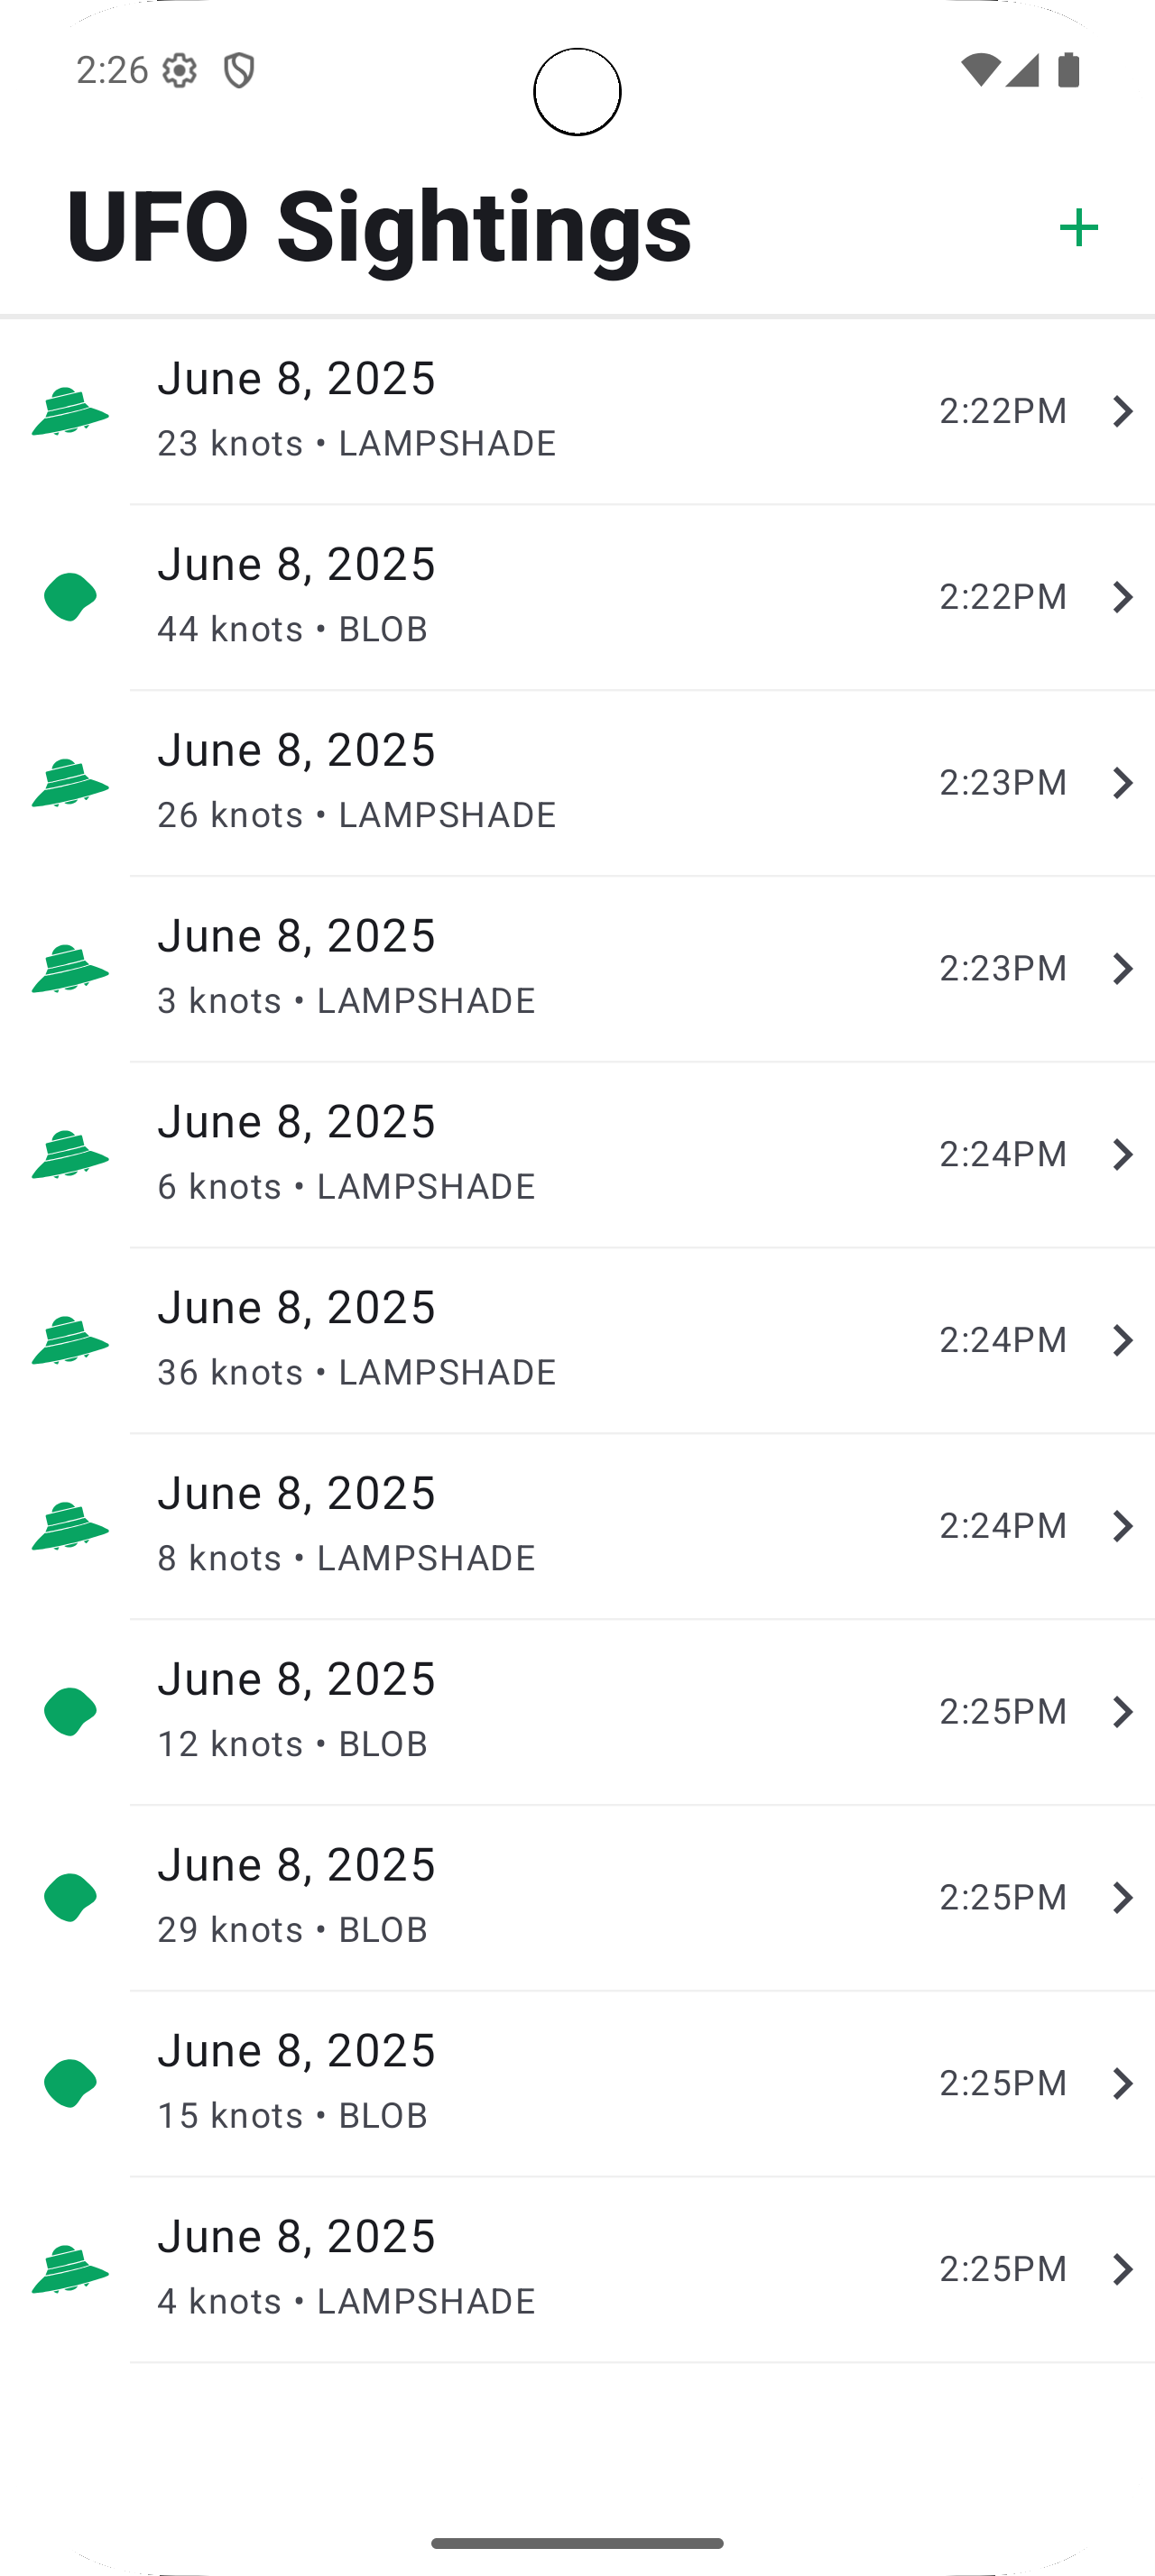 2:26
UFO Sightings
+
June 8, 2025
23 knots • LAMPSHADE
2:22PM
June 8, 2025
44 knots • BLOB
2:22PM
June 8, 2025
26 knots • LAMPSHADE
2:23PM
June 8, 2025
3 knots • LAMPSHADE
2:23PM
June 8, 2025
6 knots • LAMPSHADE
2:24PM
June 8, 2025
36 knots • LAMPSHADE
2:24PM
June 8, 2025
8 knots • LAMPSHADE
2:24PM
June 8, 2025
12 knots • BLOB
2:25PM
June 8, 2025
29 knots • BLOB
2:25PM
June 8, 2025
15 knots • BLOB
2:25PM
June 8, 2025
4 knots • LAMPSHADE
2:25PM